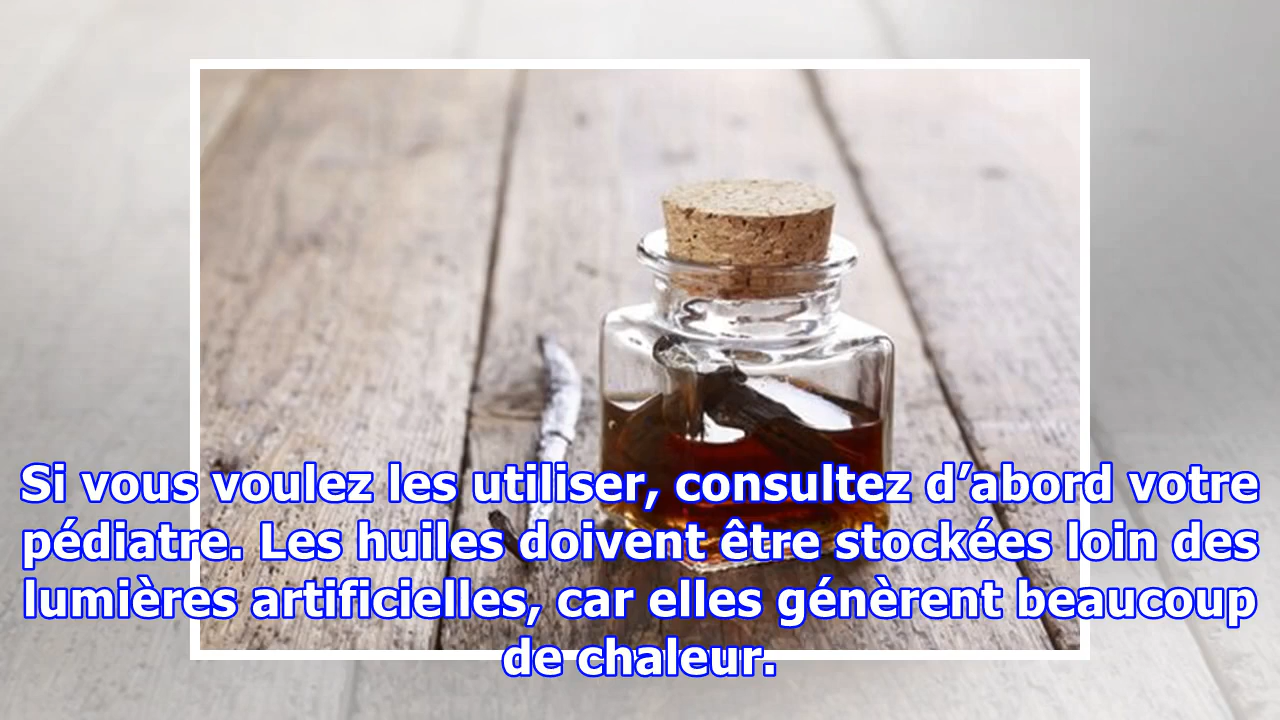 Si vous voulez les utiliser, consultez d’abord votre
pédiatre. Les huiles doivent être stockées loin des
lumières artificielles, car elles génèrent beaucoup
de chaleur.